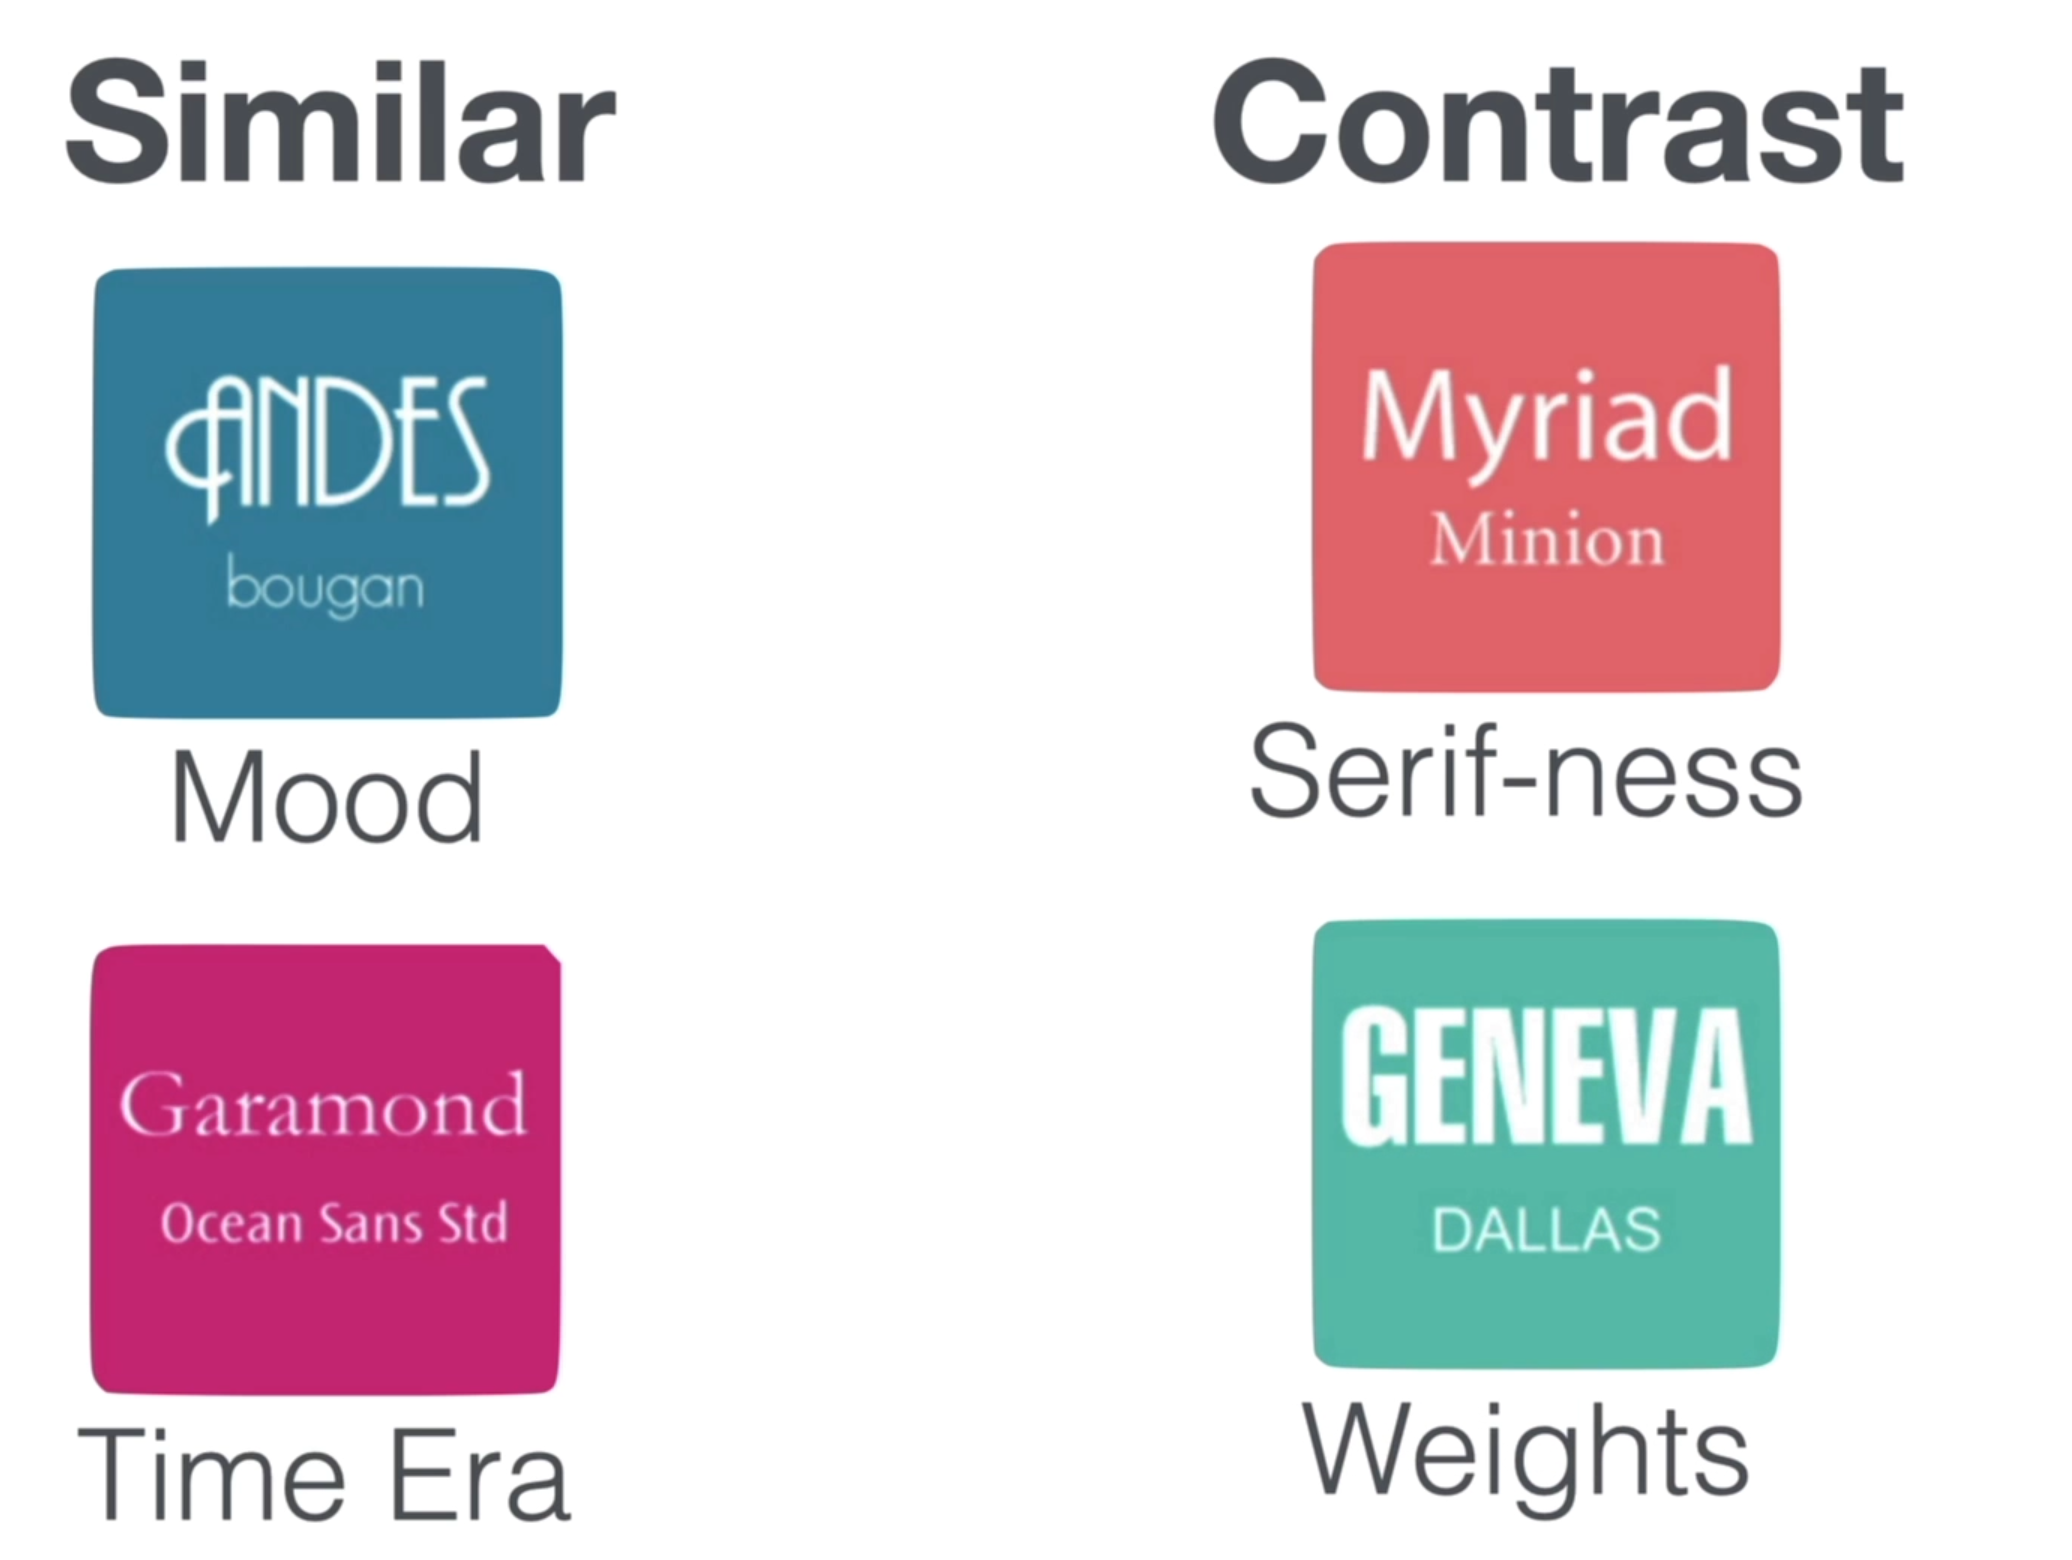 Similar
ANDES
bougan
Mood
Garamond
Ocean Sans Std
Time Era
Contrast
Myriad
Minion
Serif-ness
GENEVA
DALLAS
Weights